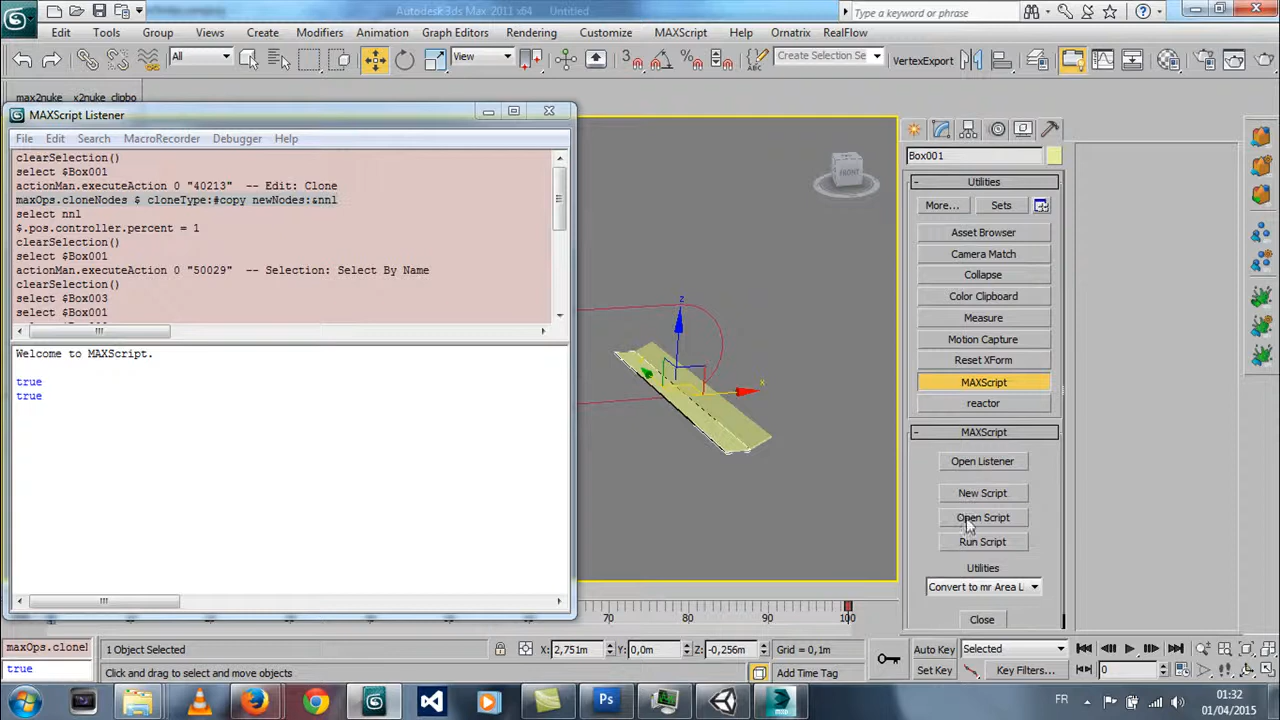 Autodesk 3ds Max 2011 x64
Type a keyword or phrase
Edit Tools Group Views Create Modifiers Animation Graph Editors Rendering Customize MAXScript Help Ornatrix RealFlow
All
View
Create Selection Se
VertexExport
max2nuke x2nuke_clipbo
MAXScript Listener
File Edit Search MacroRecorder Debugger Help
clearSelection()
select $Box001
actionMan.executeAction 0 "40213" -- Edit: Clone
maxOps.cloneNodes $ cloneType:#copy newNodes:&nnl
select nnl
$.pos.controller.percent = 1
clearSelection()
select $Box001
actionMan.executeAction 0 "50029" -- Selection: Select By Name
clearSelection()
select $Box003
select $Box001
Welcome to MAXScript.
true
true
FRONT
z
x
Box001
Utilities
More...
Sets
Asset Browser
Camera Match
Collapse
Color Clipboard
Measure
Motion Capture
Reset XForm
MAXScript
reactor
MAXScript
Open Listener
New Script
Open Script
Run Script
Utilities
Convert to mr Area L
Close
70 80 90 100
maxOps.clonel
1 Object Selected
X: 2,751m Y: 0,0m Z: -0,256m Grid = 0,1m
Auto Key Selected
true
Click and drag to select and move objects
Add Time Tag
Set Key Key Filters...
0
FR
01:32
01/04/2015